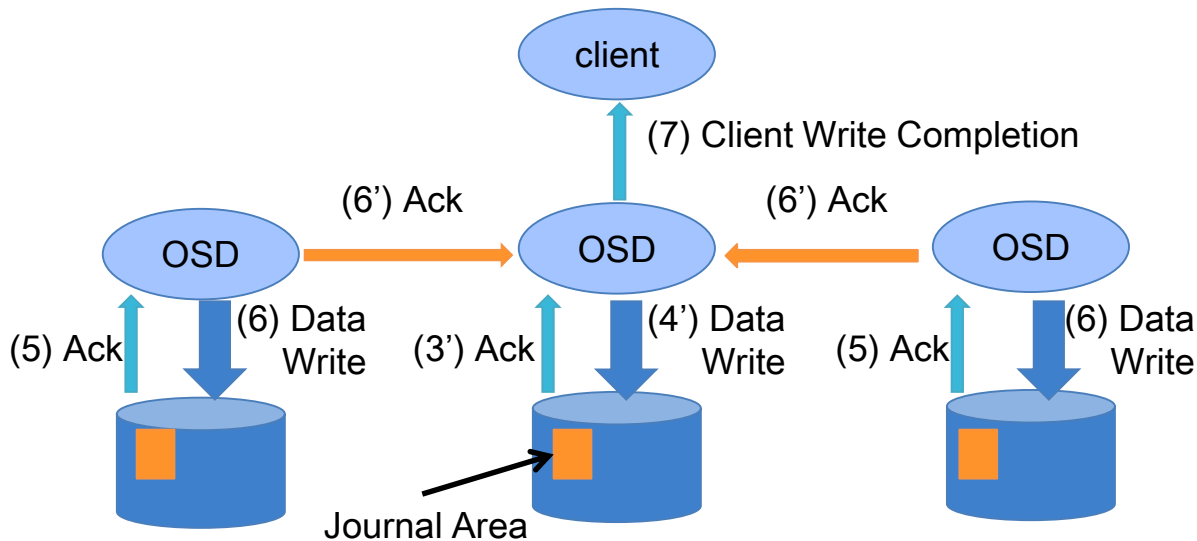 client
(7) Client Write Completion
(6’) Ack
(6’) Ack
OSD
OSD
OSD
(5) Ack
(6) Data
Write
(3’) Ack
(4’) Data
Write
(5) Ack
(6) Data
Write
Journal Area